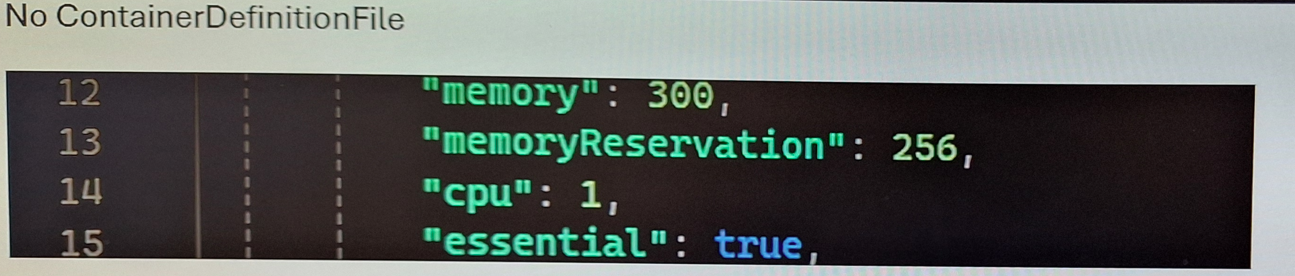 No ContainerDefinitionFile
12 "memory": 300,
13 "memoryReservation": 256,
14 "cpu": 1,
15 "essential": true,